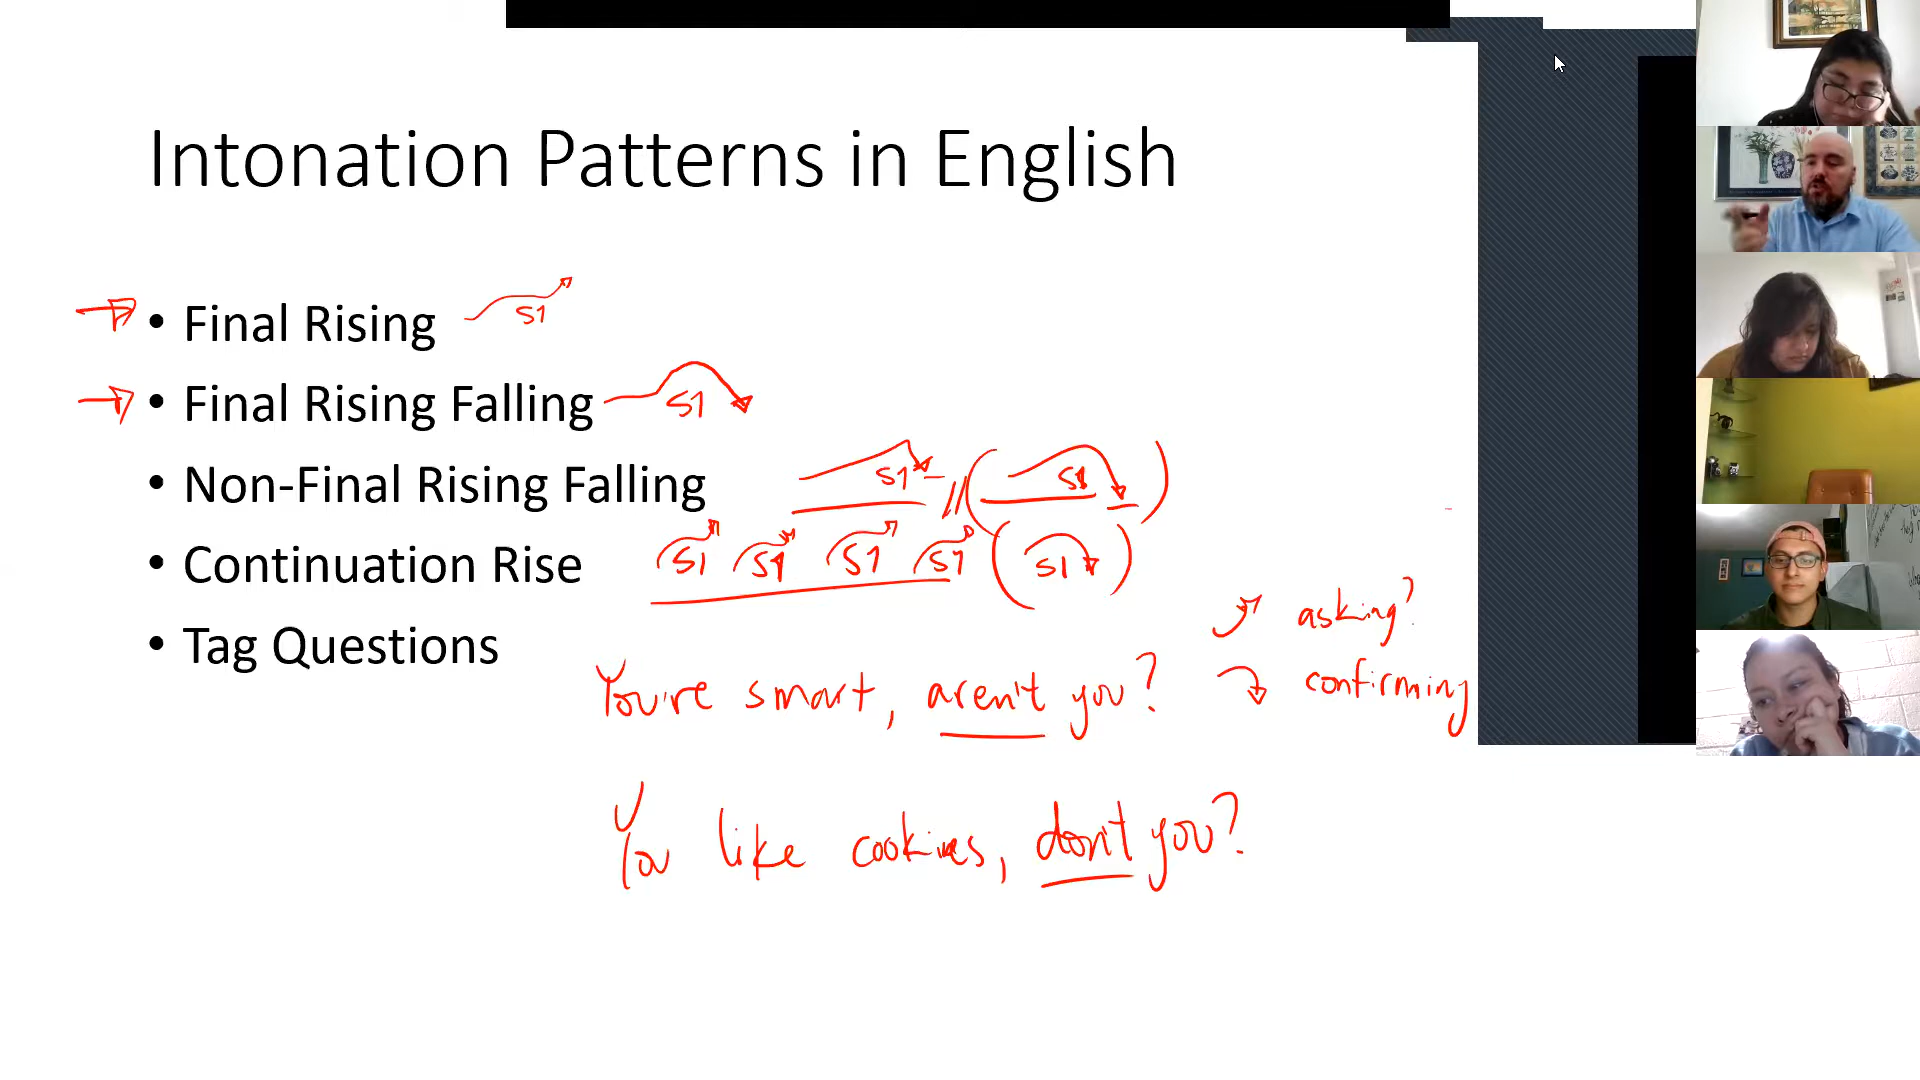 Intonation Patterns in English
• Final Rising S1
• Final Rising Falling S1
• Non-Final Rising Falling S1 // ( S1 )
• Continuation Rise S1 S1 S1 S1 ( S1 )
• Tag Questions
asking?
You're smart, aren't you?
confirming
You like cookies, don't you?